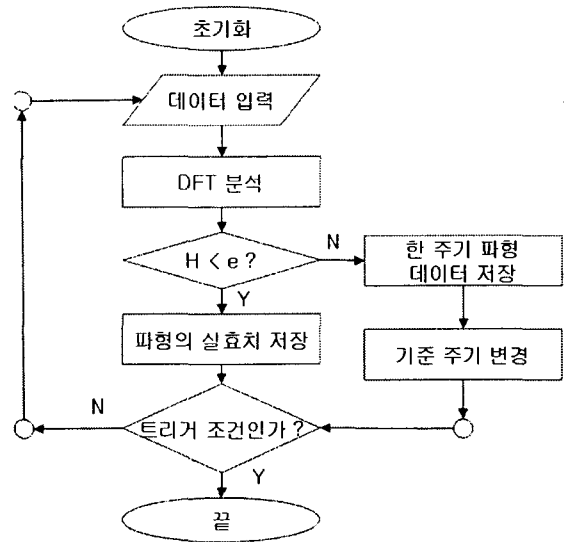 초기화
데이터 입력
DFT 분석
H < e ?
N
한 주기 파형
데이터 저장
Y
파형의 실효치 저장
기준 주기 변경
N
트리거 조건인가 ?
Y
끝